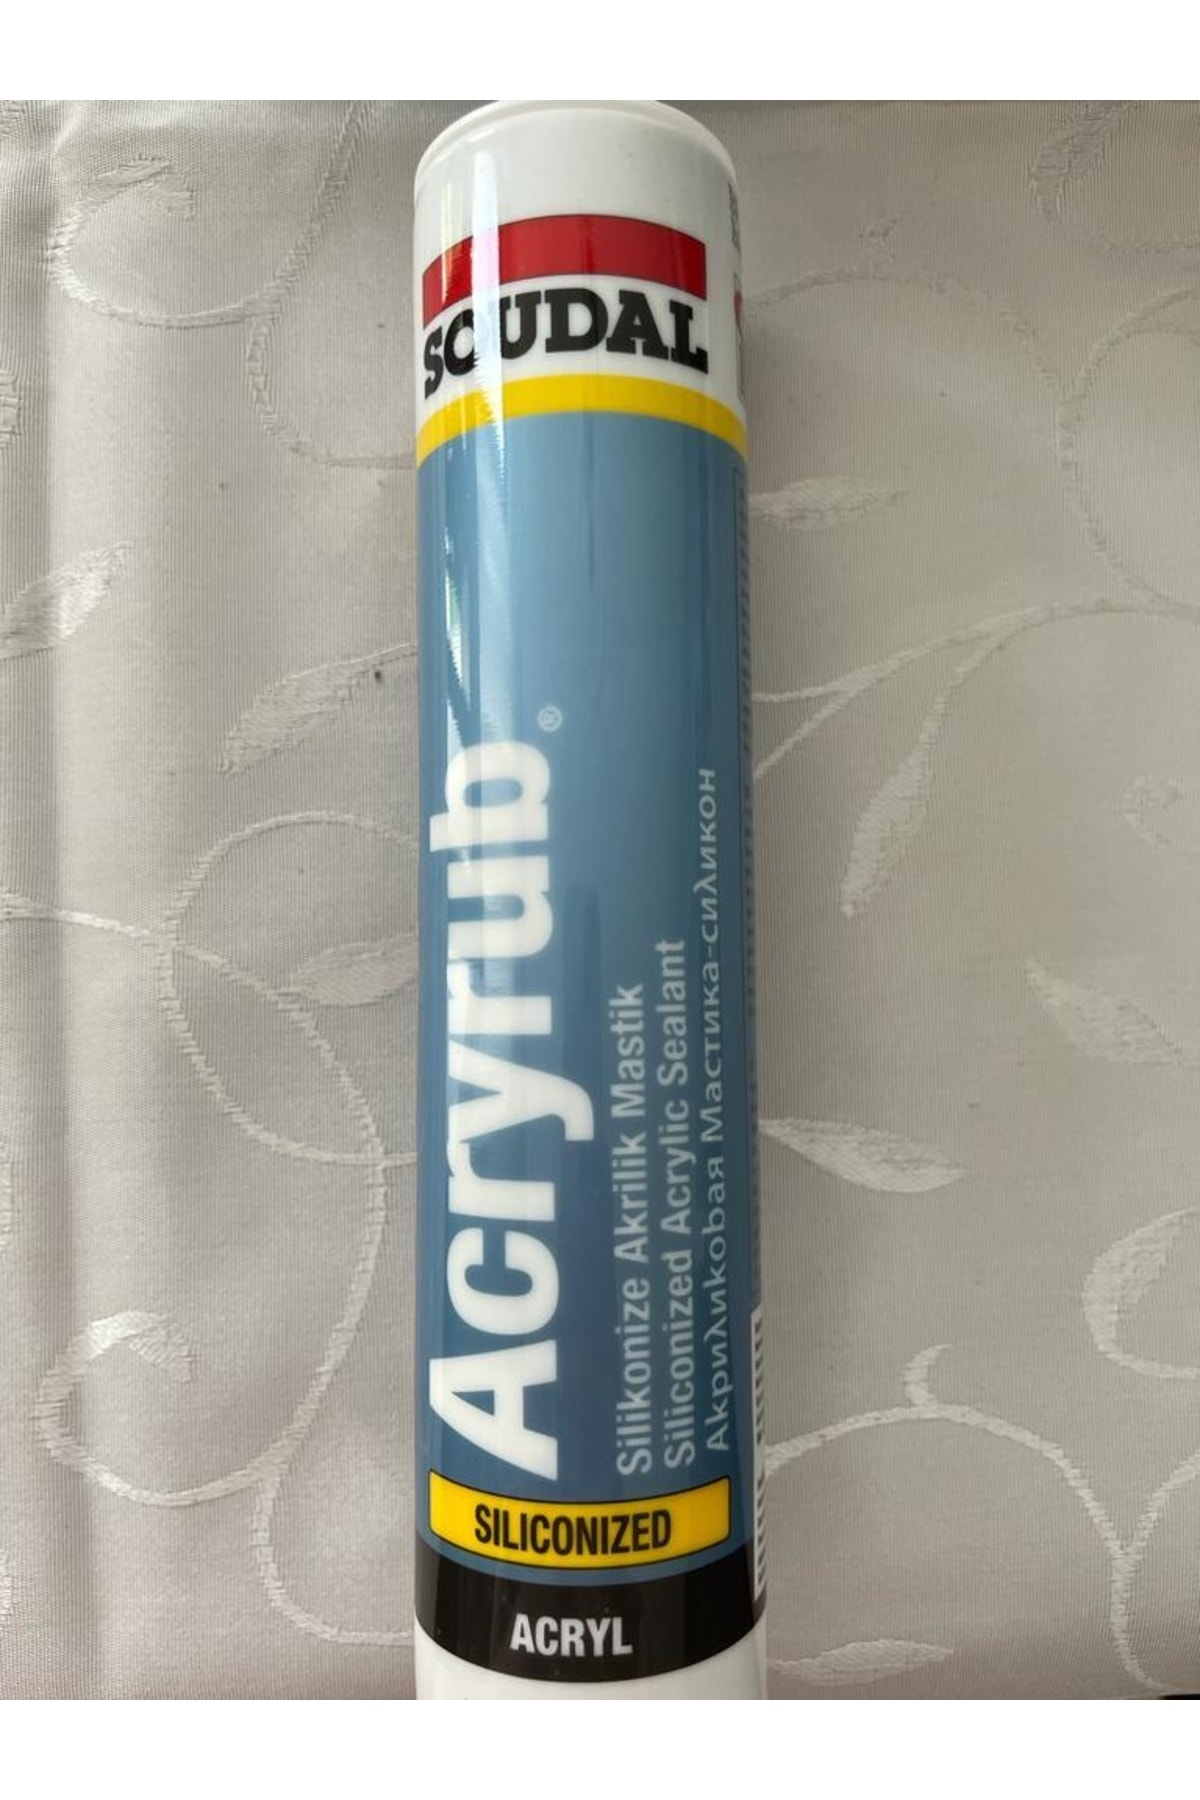 SOUDAL
Acryrub®
Silikonize Akrilik Mastik
Siliconized Acrylic Sealant
Акриловая Мастика-силикон
SILICONIZED
ACRYL